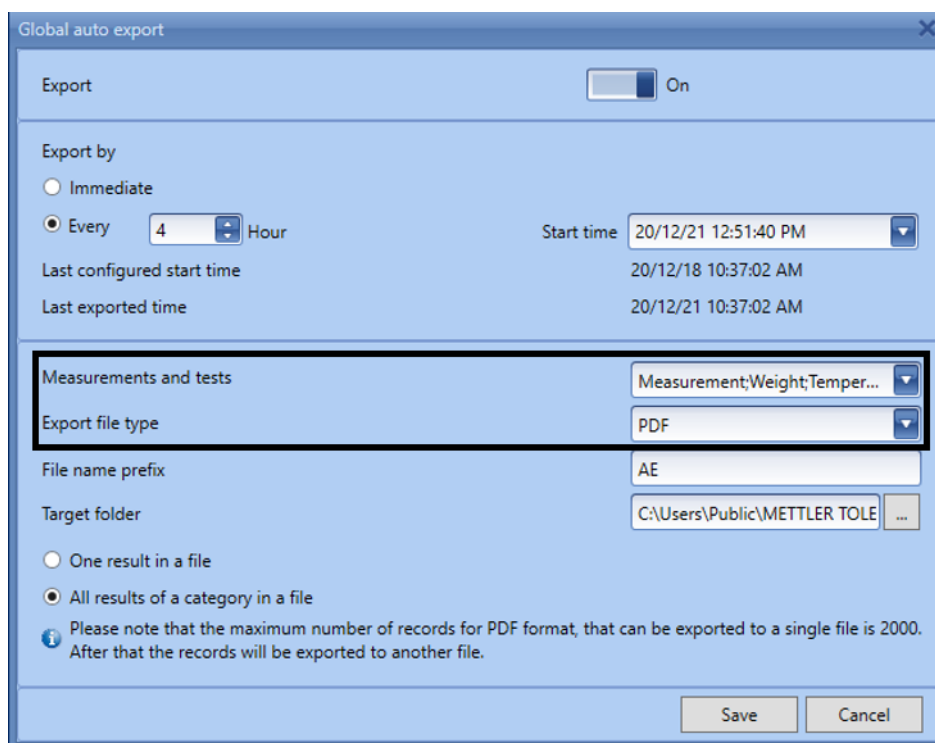 Global auto export
Export On
Export by
Immediate
Every 4 Hour Start time 20/12/21 12:51:40 PM
Last configured start time 20/12/18 10:37:02 AM
Last exported time 20/12/21 10:37:02 AM
Measurements and tests Measurement;Weight;Temper...
Export file type PDF
File name prefix AE
Target folder C:\Users\Public\METTLER TOLE ...
One result in a file
All results of a category in a file
Please note that the maximum number of records for PDF format, that can be exported to a single file is 2000.
After that the records will be exported to another file.
Save Cancel